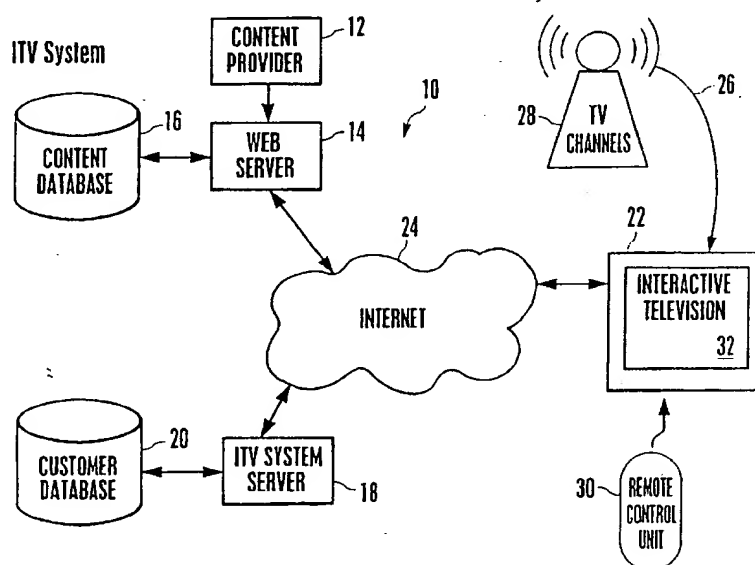 ITV System
CONTENT
PROVIDER
12
10
16
14
WEB
SERVER
CONTENT
DATABASE
28
TV
CHANNELS
26
24
INTERNET
22
INTERACTIVE
TELEVISION
32
20
CUSTOMER
DATABASE
ITV SYSTEM
SERVER
18
30
REMOTE
CONTROL
UNIT